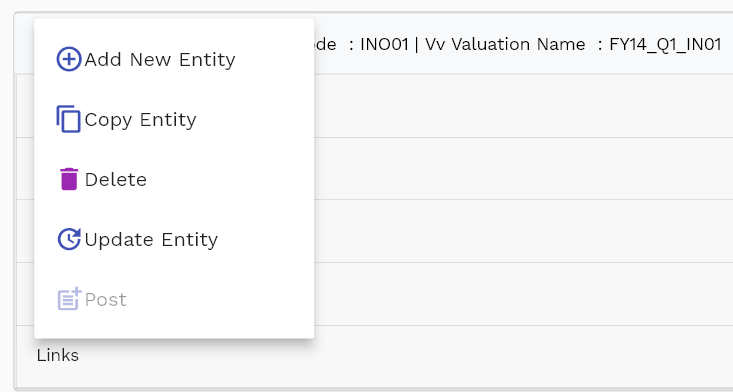 ode : INO01 | Vv Valuation Name : FY14_Q1_IN01
Add New Entity
Copy Entity
Delete
Update Entity
Post
Links